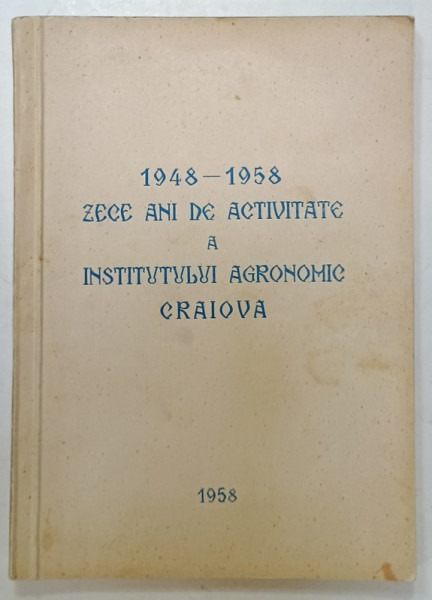 1948 — 1958
ZECE ANI DE ACTIVITATE
A
INSTITUTULUI AGRONOMIC
CRAIOVA
1958